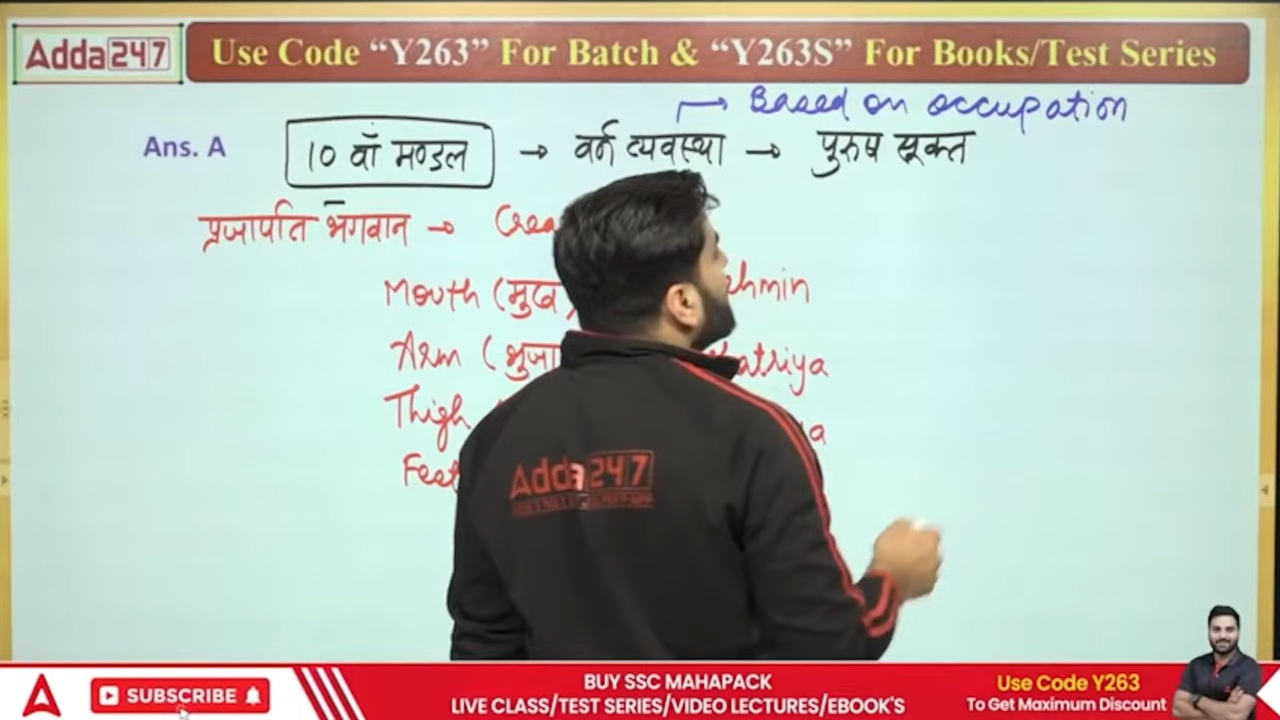 Adda247
Use Code “Y263” For Batch & “Y263S” For Books/Test Series
Based on occupation
Ans. A
10 वाँ मण्डल → वर्ण व्यवस्था → पुरुष सूक्त
प्रजापति भगवान →
Mouth (मुख)
Arm (भुजा
Thigh
Feet
Adda247
SUBSCRIBE
BUY SSC MAHAPACK
LIVE CLASS/TEST SERIES/VIDEO LECTURES/EBOOK'S
Use Code Y263
To Get Maximum Discount